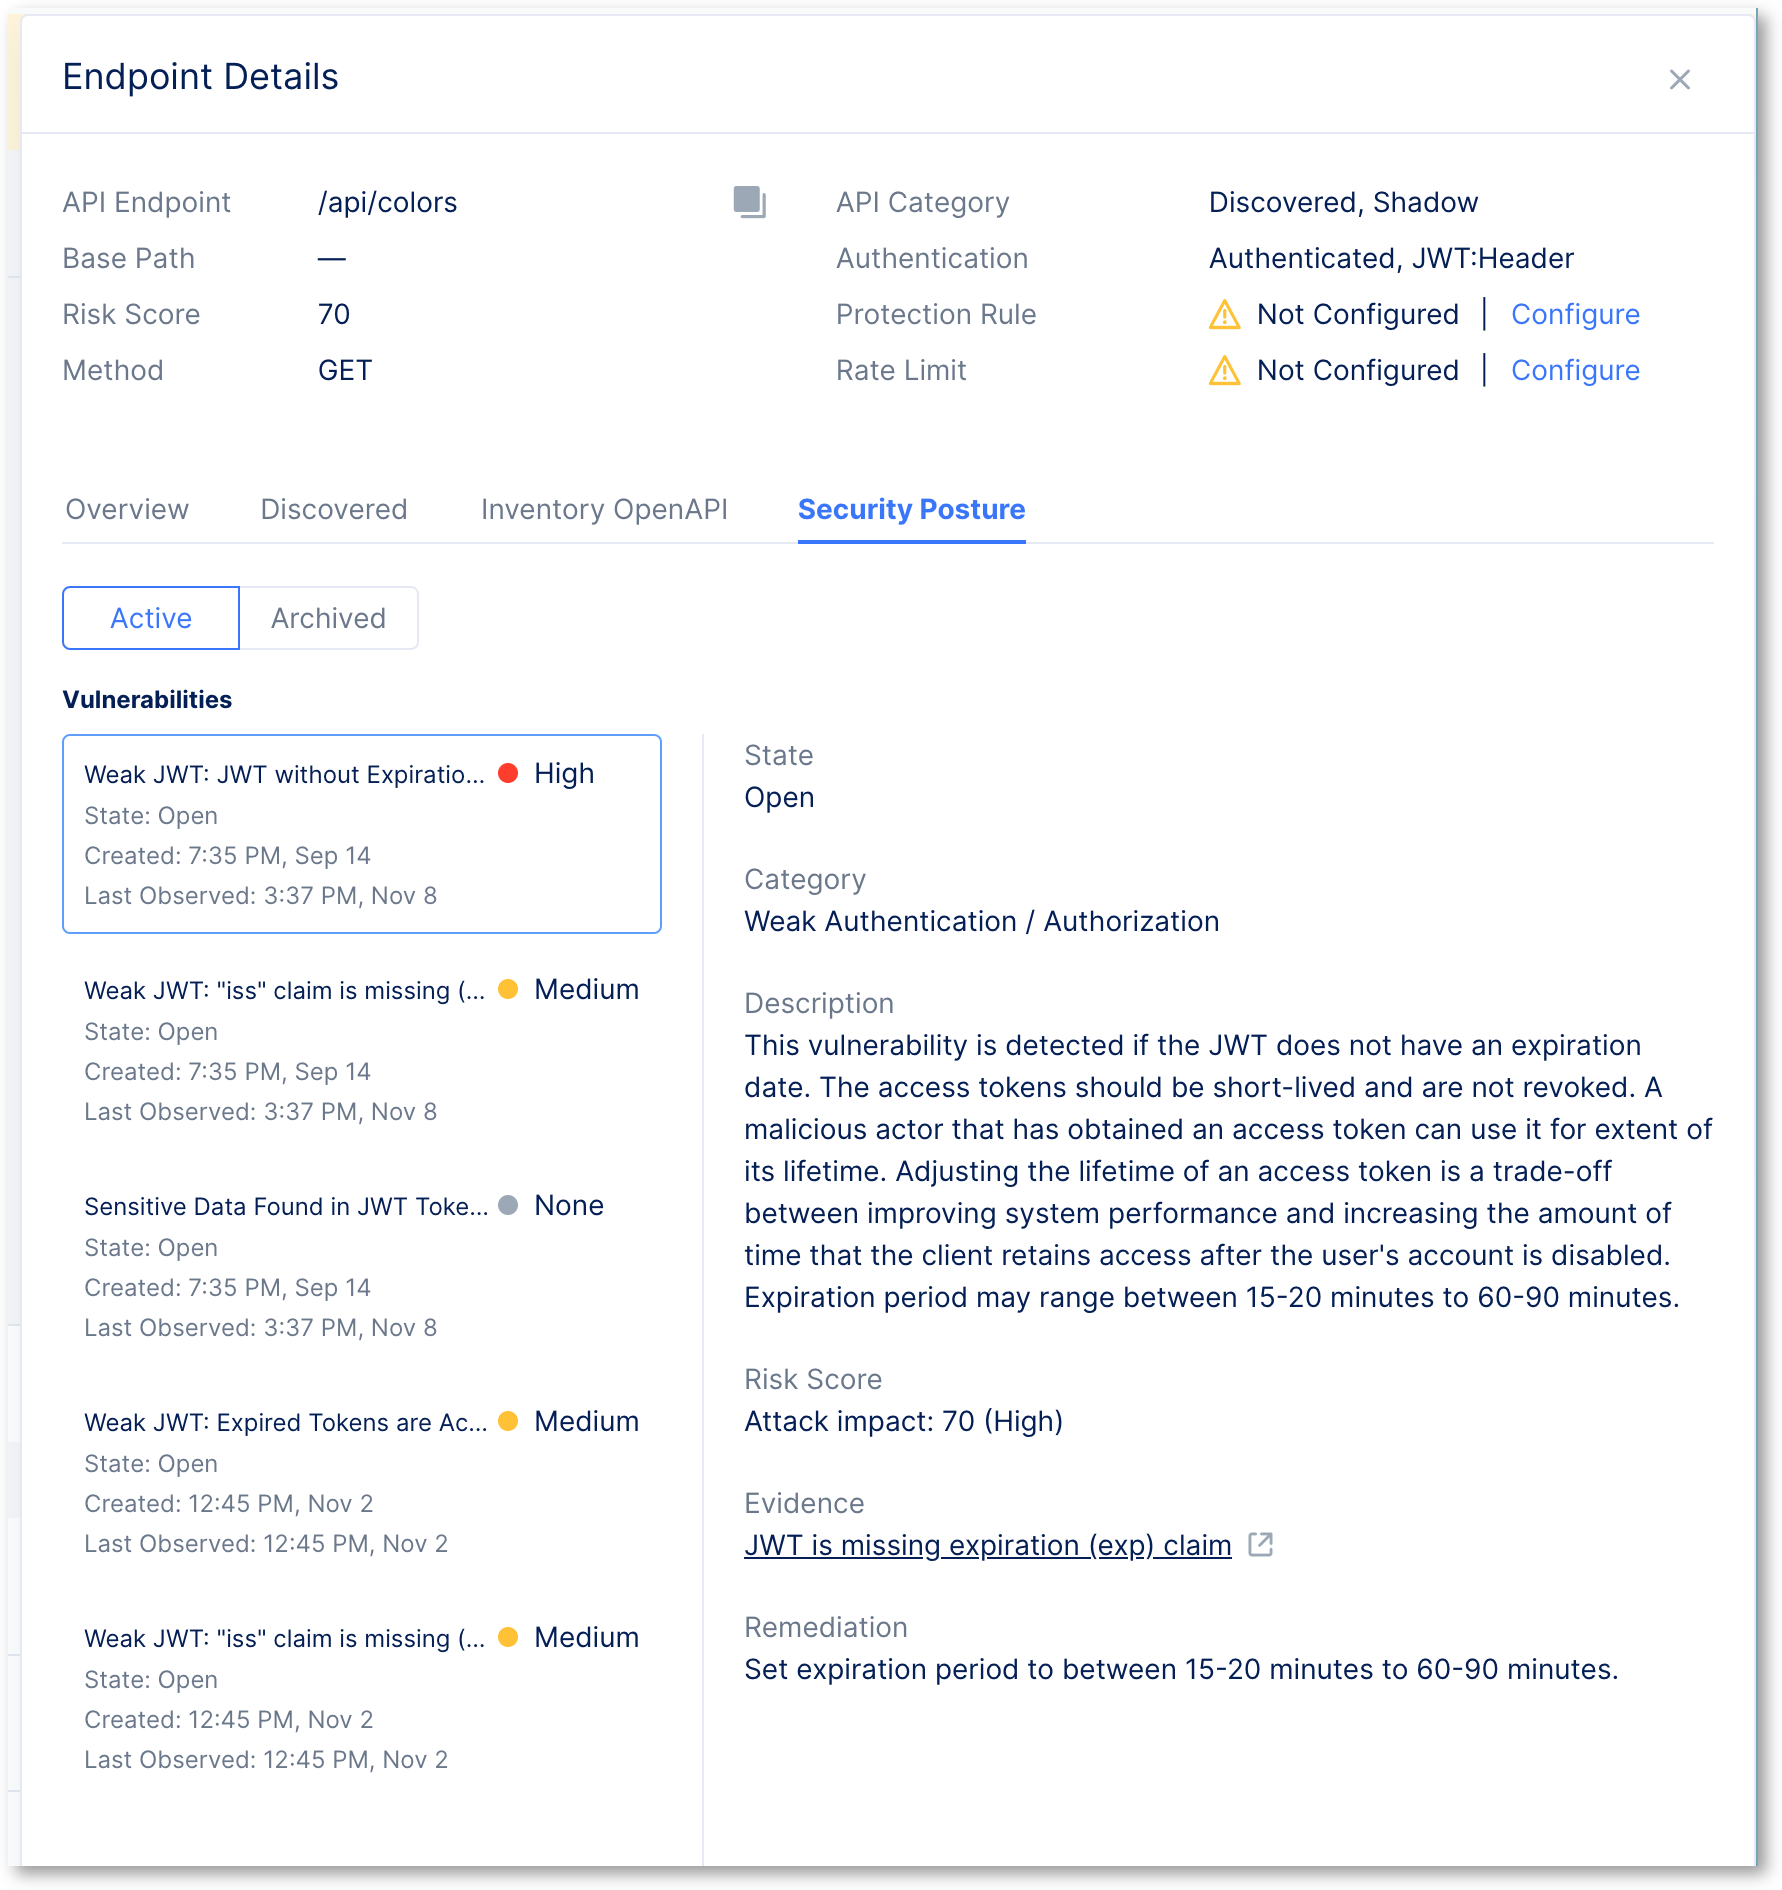 Endpoint Details
API Endpoint /api/colors
API Category Discovered, Shadow
Base Path —
Authentication Authenticated, JWT:Header
Risk Score 70
Protection Rule Not Configured | Configure
Method GET
Rate Limit Not Configured | Configure
Overview Discovered Inventory OpenAPI Security Posture
Active Archived
Vulnerabilities
Weak JWT: JWT without Expiratio... High
State: Open
Created: 7:35 PM, Sep 14
Last Observed: 3:37 PM, Nov 8
Weak JWT: "iss" claim is missing (... Medium
State: Open
Created: 7:35 PM, Sep 14
Last Observed: 3:37 PM, Nov 8
Sensitive Data Found in JWT Toke... None
State: Open
Created: 7:35 PM, Sep 14
Last Observed: 3:37 PM, Nov 8
Weak JWT: Expired Tokens are Ac... Medium
State: Open
Created: 12:45 PM, Nov 2
Last Observed: 12:45 PM, Nov 2
Weak JWT: "iss" claim is missing (... Medium
State: Open
Created: 12:45 PM, Nov 2
Last Observed: 12:45 PM, Nov 2
State
Open
Category
Weak Authentication / Authorization
Description
This vulnerability is detected if the JWT does not have an expiration
date. The access tokens should be short-lived and are not revoked. A
malicious actor that has obtained an access token can use it for extent of
its lifetime. Adjusting the lifetime of an access token is a trade-off
between improving system performance and increasing the amount of
time that the client retains access after the user's account is disabled.
Expiration period may range between 15-20 minutes to 60-90 minutes.
Risk Score
Attack impact: 70 (High)
Evidence
JWT is missing expiration (exp) claim
Remediation
Set expiration period to between 15-20 minutes to 60-90 minutes.